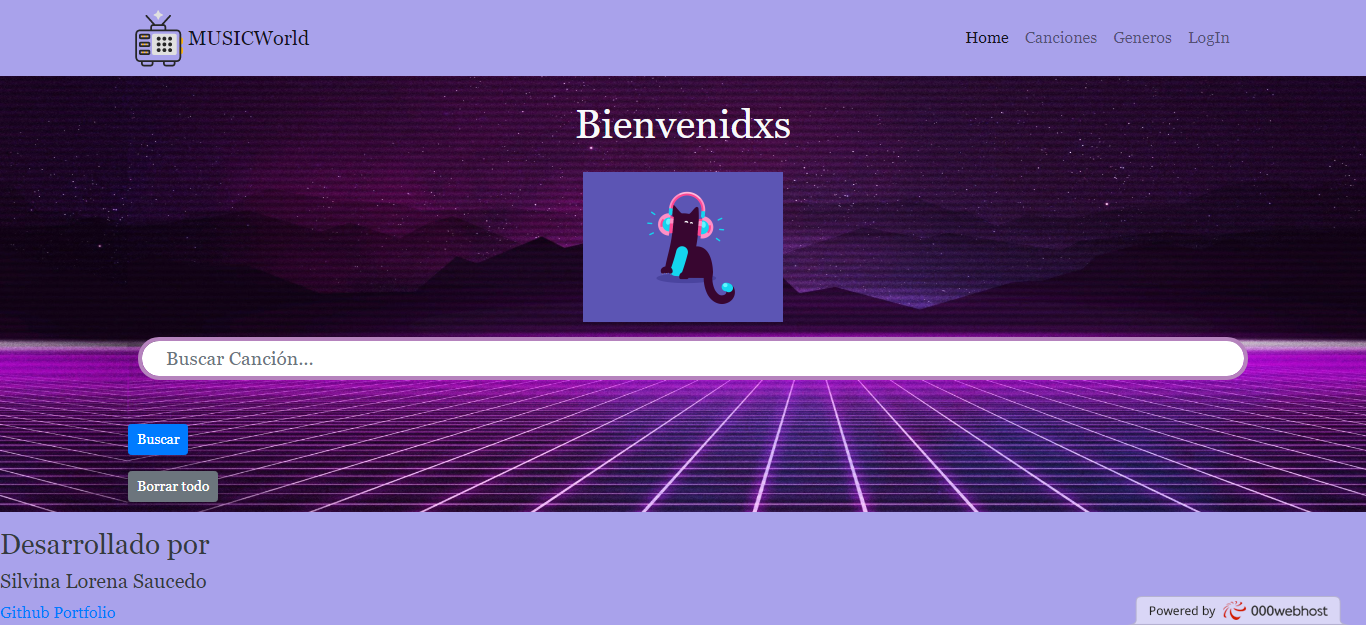 MUSICWorld
Home Canciones Generos LogIn
Bienvenidxs
Buscar Canción...
Buscar
Borrar todo
Desarrollado por
Silvina Lorena Saucedo
Github Portfolio
Powered by 000webhost